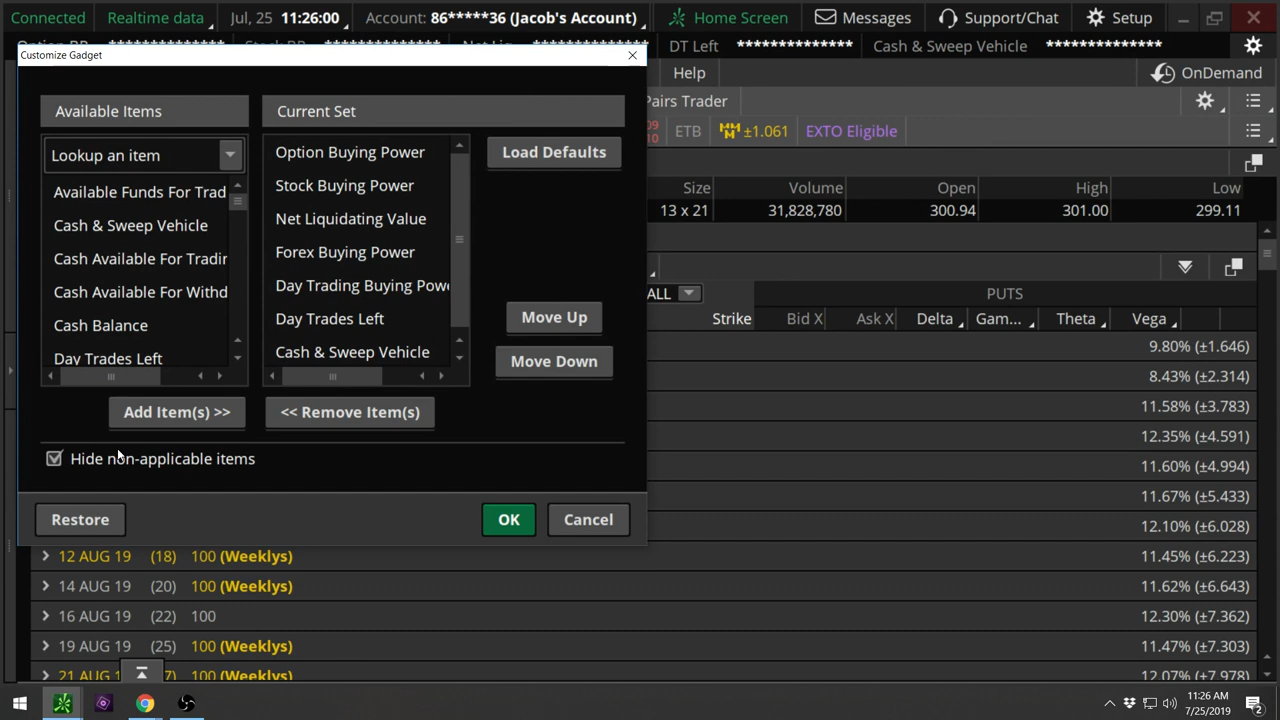 Connected Realtime data Jul, 25 11:26:00 Account: 86*****36 (Jacob's Account) Home Screen Messages Support/Chat Setup
DT Left ************** Cash & Sweep Vehicle **************
Customize Gadget
Help OnDemand
Pairs Trader
Available Items Current Set
ETB ±1.061 EXTO Eligible
Lookup an item Option Buying Power Load Defaults
Available Funds For Trad Stock Buying Power
Size Volume Open High Low
13 x 21 31,828,780 300.94 301.00 299.11
Cash & Sweep Vehicle Net Liquidating Value
Cash Available For Tradin Forex Buying Power
Cash Available For Withd Day Trading Buying Powe
ALL PUTS
Cash Balance Day Trades Left Move Up
Strike Bid X Ask X Delta Gam... Theta Vega
Day Trades Left Cash & Sweep Vehicle Move Down
9.80% (±1.646)
8.43% (±2.314)
11.58% (±3.783)
Add Item(s) >> << Remove Item(s)
12.35% (±4.591)
Hide non-applicable items
11.60% (±4.994)
11.67% (±5.433)
Restore OK Cancel
12.10% (±6.028)
12 AUG 19 (18) 100 (Weeklys) 11.45% (±6.223)
14 AUG 19 (20) 100 (Weeklys) 11.62% (±6.643)
16 AUG 19 (22) 100 12.30% (±7.362)
19 AUG 19 (25) 100 (Weeklys) 11.47% (±7.303)
21 AUG 7) 100 (Weeklys) 12.07% (±7.978)
11:26 AM
7/25/2019
2